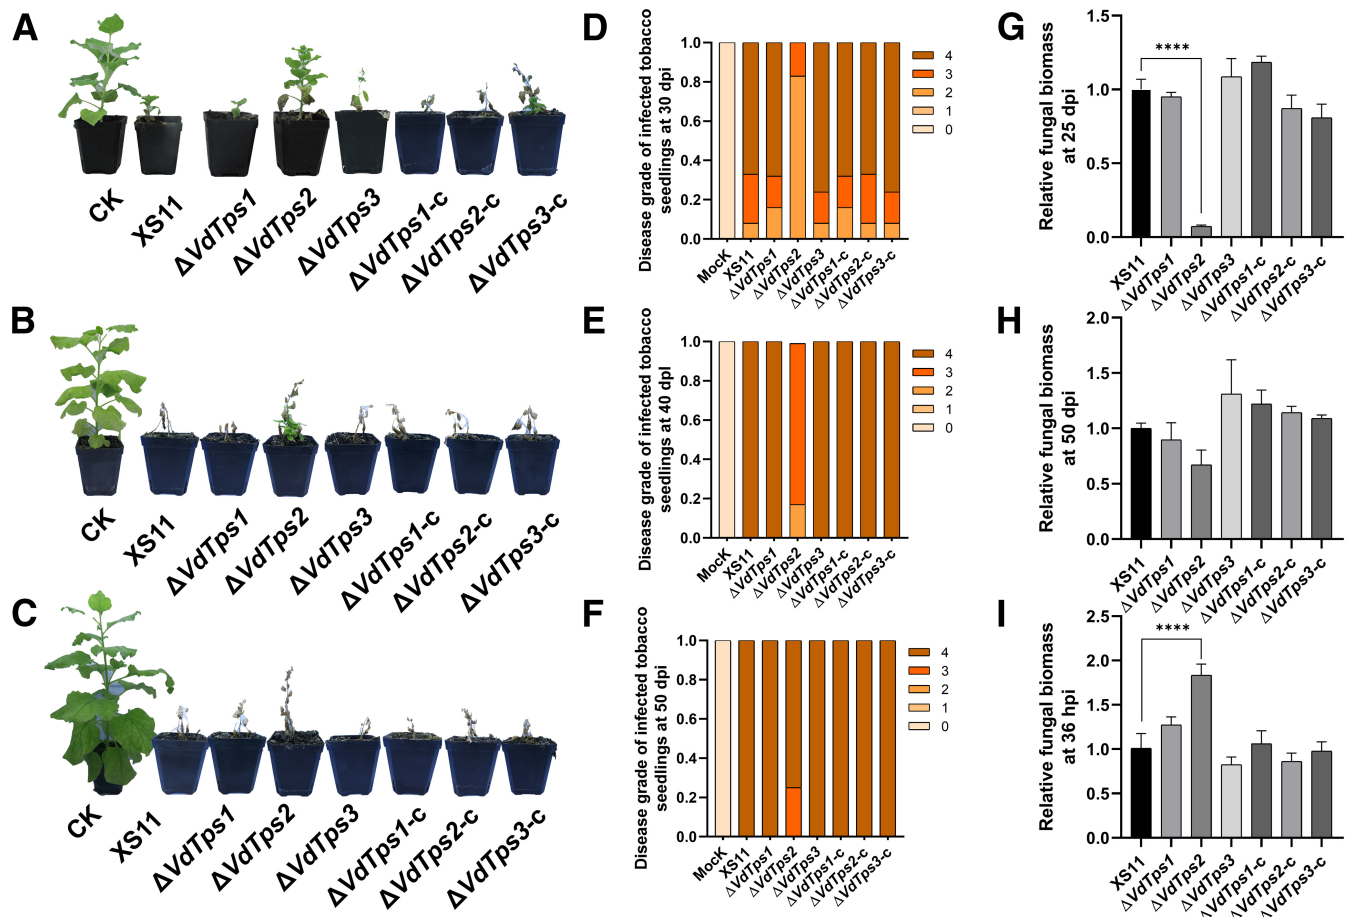 A
CK
XS11
ΔVdTps1
ΔVdTps2
ΔVdTps3
ΔVdTps1-c
ΔVdTps2-c
ΔVdTps3-c
B
CK
XS11
ΔVdTps1
ΔVdTps2
ΔVdTps3
ΔVdTps1-c
ΔVdTps2-c
ΔVdTps3-c
C
CK
XS11
ΔVdTps1
ΔVdTps2
ΔVdTps3
ΔVdTps1-c
ΔVdTps2-c
ΔVdTps3-c
D
Disease grade of infected tobacco
seedlings at 30 dpi
1.0
0.8
0.6
0.4
0.2
0.0
MocK
XS11
ΔVdTps1
ΔVdTps2
ΔVdTps3
ΔVdTps1-c
ΔVdTps2-c
ΔVdTps3-c
4
3
2
1
0
E
Disease grade of infected tobacco
seedlings at 40 dpl
1.0
0.8
0.6
0.4
0.2
0.0
MocK
XS11
ΔVdTps1
ΔVdTps2
ΔVdTps3
ΔVdTps1-c
ΔVdTps2-c
ΔVdTps3-c
4
3
2
1
0
F
Disease grade of infected tobacco
seedlings at 50 dpi
1.0
0.8
0.6
0.4
0.2
0.0
MocK
XS11
ΔVdTps1
ΔVdTps2
ΔVdTps3
ΔVdTps1-c
ΔVdTps2-c
ΔVdTps3-c
4
3
2
1
0
G
Relative fungal biomass
at 25 dpi
1.5
1.0
0.5
0.0
****
XS11
ΔVdTps1
ΔVdTps2
ΔVdTps3
ΔVdTps1-c
ΔVdTps2-c
ΔVdTps3-c
H
Relative fungal biomass
at 50 dpi
2.0
1.5
1.0
0.5
0.0
XS11
ΔVdTps1
ΔVdTps2
ΔVdTps3
ΔVdTps1-c
ΔVdTps2-c
ΔVdTps3-c
I
Relative fungal biomass
at 36 hpi
2.5
2.0
1.5
1.0
0.5
0.0
****
XS11
ΔVdTps1
ΔVdTps2
ΔVdTps3
ΔVdTps1-c
ΔVdTps2-c
ΔVdTps3-c